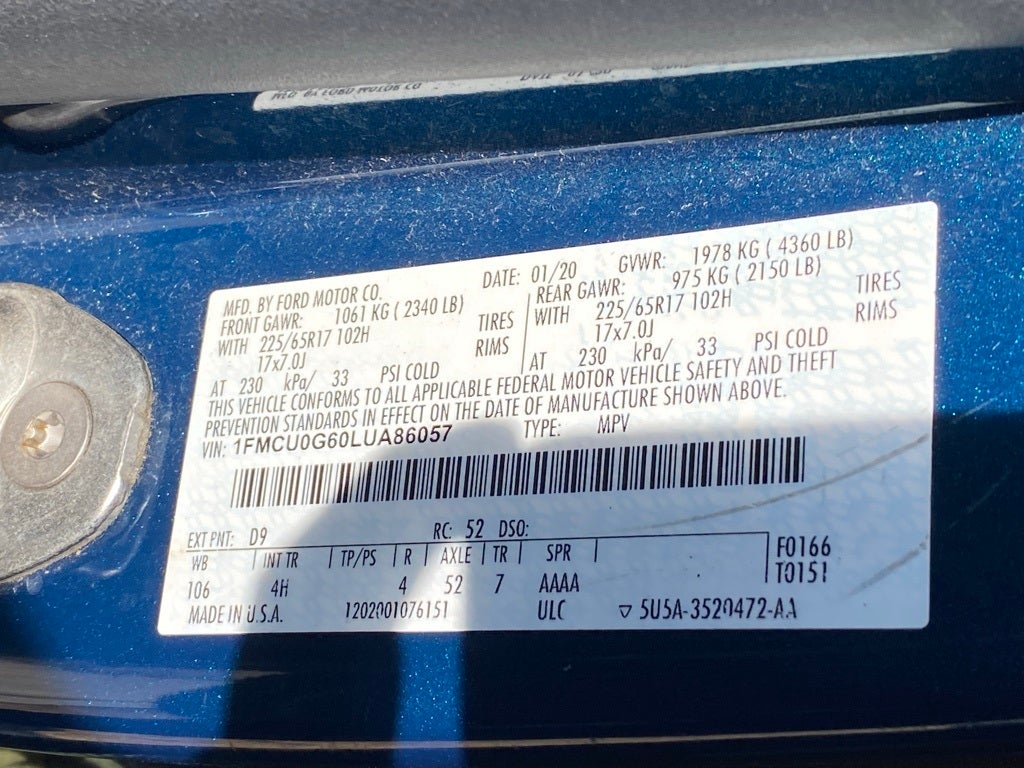 MFD. BY FORD MOTOR CO.
DATE: 01/20 GVWR: 1978 KG ( 4360 LB)
FRONT GAWR: 1061 KG ( 2340 LB)
WITH 225/65R17 102H TIRES
17x7.0J RIMS
AT 230 kPa/ 33 PSI COLD
REAR GAWR: 975 KG ( 2150 LB)
WITH 225/65R17 102H TIRES
17x7.0J RIMS
AT 230 kPa/ 33 PSI COLD
THIS VEHICLE CONFORMS TO ALL APPLICABLE FEDERAL MOTOR VEHICLE SAFETY AND THEFT
PREVENTION STANDARDS IN EFFECT ON THE DATE OF MANUFACTURE SHOWN ABOVE.
VIN: 1FMCU0G60LUA86057 TYPE: MPV
EXT PNT: D9 RC: 52 DSO:
WB INT TR TP/PS R AXLE TR SPR
106 4H 4 52 7 AAAA
F0166
T0151
MADE IN U.S.A. 1202001076151 ULC ▽ 5U5A-3520472-AA